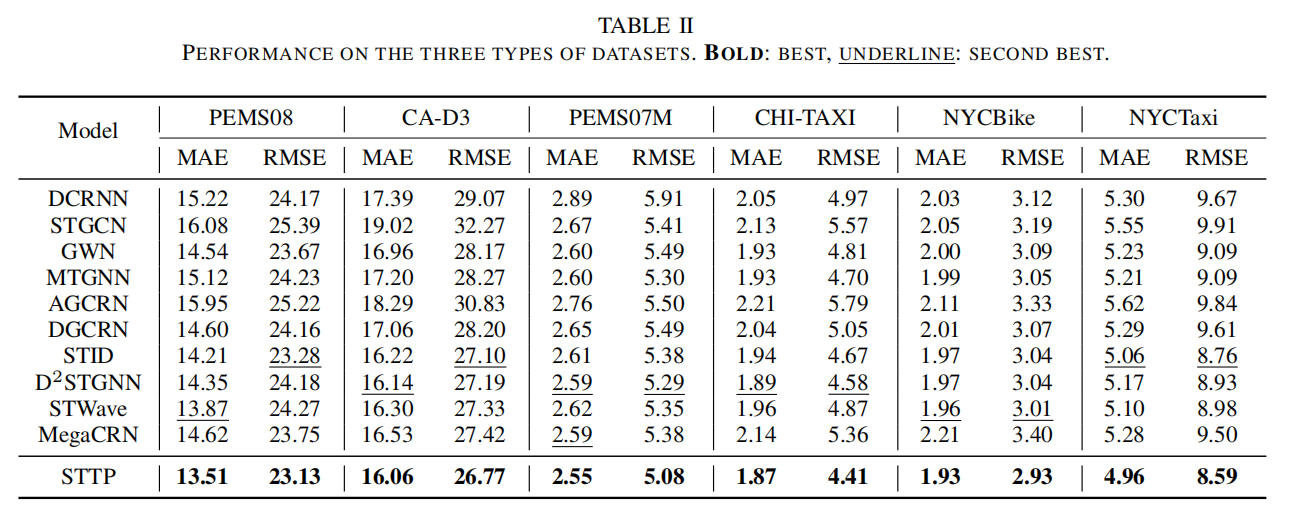 TABLE II
PERFORMANCE ON THE THREE TYPES OF DATASETS. BOLD: BEST, UNDERLINE: SECOND BEST.
Model PEMS08 CA-D3 PEMS07M CHI-TAXI NYCBike NYCTaxi
MAE RMSE MAE RMSE MAE RMSE MAE RMSE MAE RMSE MAE RMSE
DCRNN 15.22 24.17 17.39 29.07 2.89 5.91 2.05 4.97 2.03 3.12 5.30 9.67
STGCN 16.08 25.39 19.02 32.27 2.67 5.41 2.13 5.57 2.05 3.19 5.55 9.91
GWN 14.54 23.67 16.96 28.17 2.60 5.49 1.93 4.81 2.00 3.09 5.23 9.09
MTGNN 15.12 24.23 17.20 28.27 2.60 5.30 1.93 4.70 1.99 3.05 5.21 9.09
AGCRN 15.95 25.22 18.29 30.83 2.76 5.50 2.21 5.79 2.11 3.33 5.62 9.84
DGCRN 14.60 24.16 17.06 28.20 2.65 5.49 2.04 5.05 2.01 3.07 5.29 9.61
STID 14.21 23.28 16.22 27.10 2.61 5.38 1.94 4.67 1.97 3.04 5.06 8.76
D²STGNN 14.35 24.18 16.14 27.19 2.59 5.29 1.89 4.58 1.97 3.04 5.17 8.93
STWave 13.87 24.27 16.30 27.33 2.62 5.35 1.96 4.87 1.96 3.01 5.10 8.98
MegaCRN 14.62 23.75 16.53 27.42 2.59 5.38 2.14 5.36 2.21 3.40 5.28 9.50
STTP 13.51 23.13 16.06 26.77 2.55 5.08 1.87 4.41 1.93 2.93 4.96 8.59